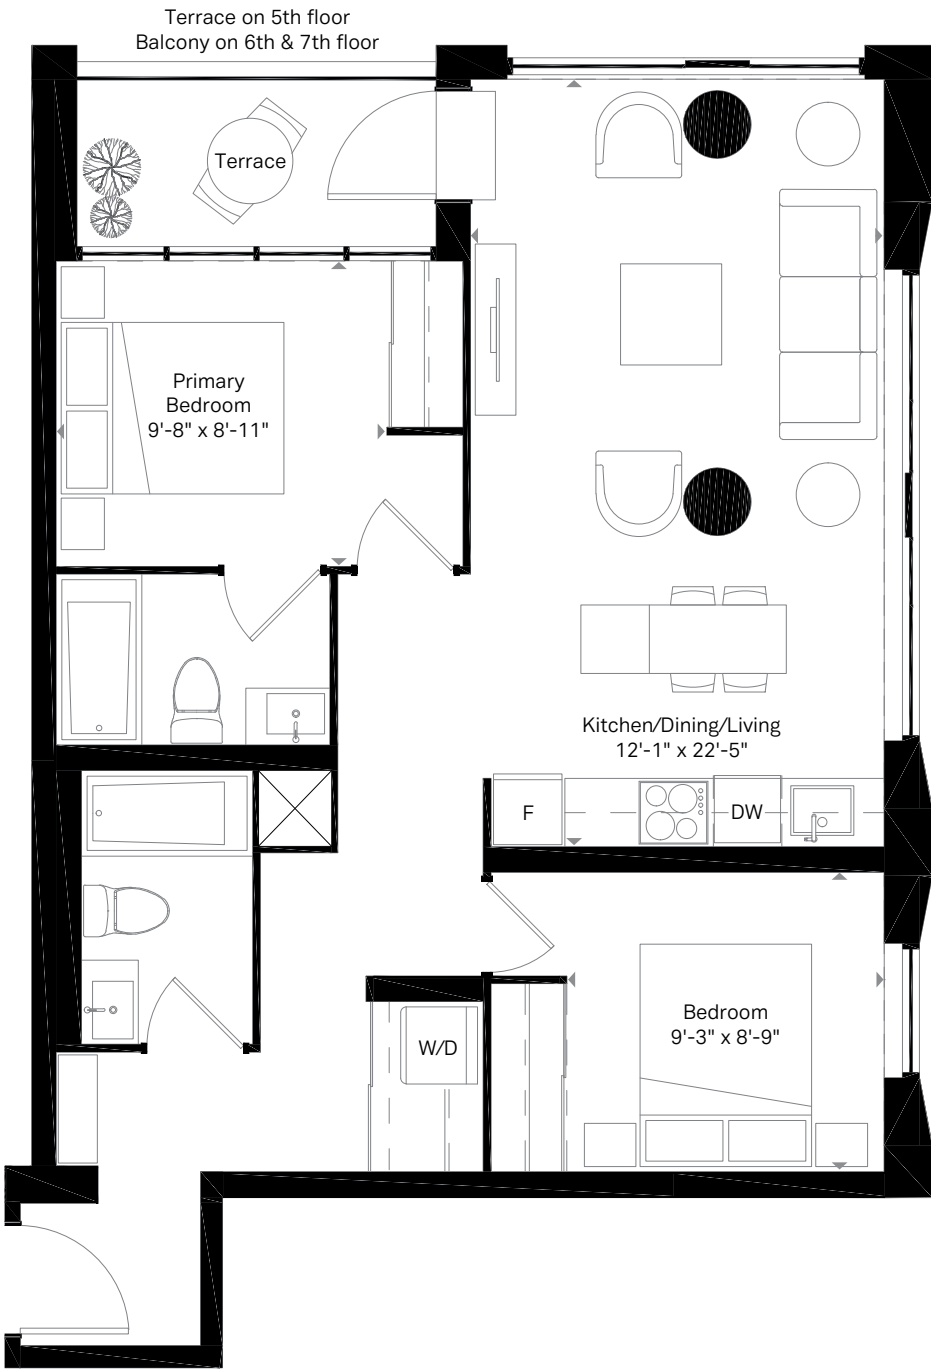 Terrace on 5th floor
Balcony on 6th & 7th floor
Terrace
Primary
Bedroom
9'-8" x 8'-11"
Kitchen/Dining/Living
12'-1" x 22'-5"
F
DW
Bedroom
9'-3" x 8'-9"
W/D